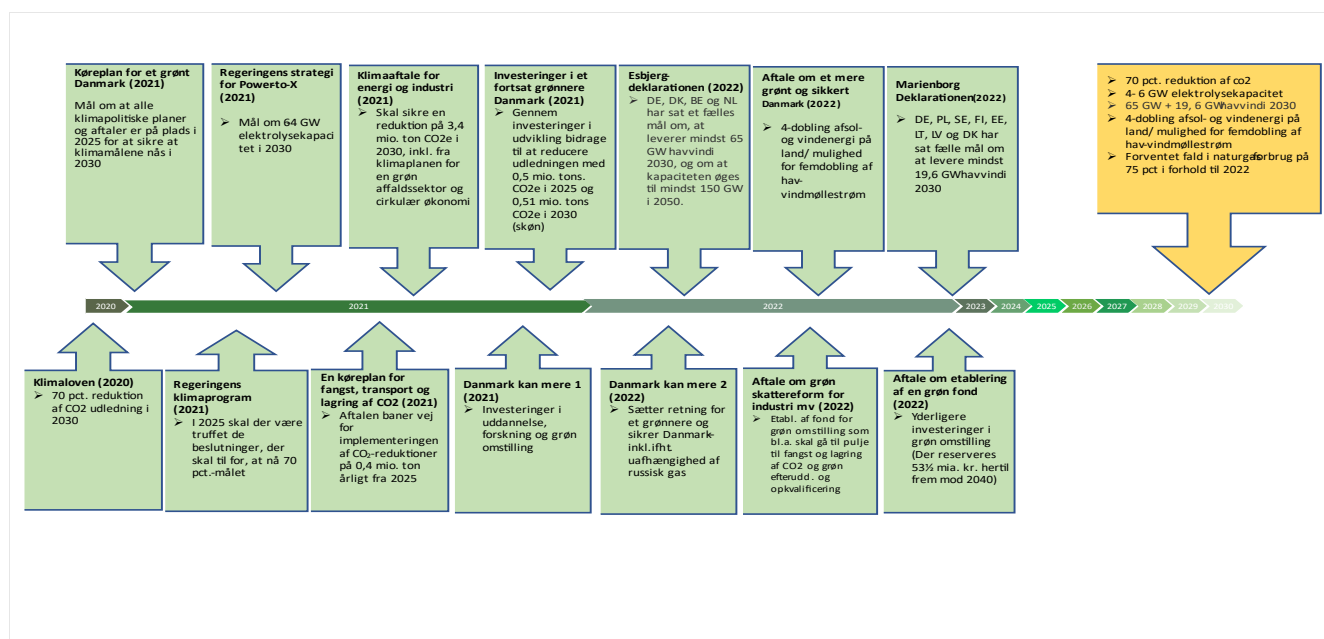 Køreplan for et grønt
Danmark (2021)
Mål om at alle
klimapolitiske planer
og aftaler er på plads i
2025 for at sikre at
klimamålene nås i
2030
Regeringens strategi
for Power-to-X
(2021)
➢ Mål om 6-4 GW
elektrolysekapaci
tet i 2030
Klimaaftale for
energi og industri
(2021)
➢ Skal sikre en
reduktion på 3,4
mio. ton CO2e i
2030, inkl. fra
klimaplanen for
en grøn
affaldssektor og
cirkulær økonomi
Investeringer i et
fortsat grønnere
Danmark (2021)
➢ Gennem
investeringer i
udvikling bidrage
til at reducere
udledningen med
0,5 mio. tons.
CO2e i 2025 og
0,51 mio. tons
CO2e i 2030
(skøn)
Esbjerg-
deklarationen (2022)
➢ DE, DK, BE og NL
har sat et fælles
mål om, at
leverer mindst 65
GW havvindi
2030, og om at
kapaciteten øges
til mindst 150 GW
i 2050.
Aftale om et mere
grønt og sikkert
Danmark (2022)
➢ 4-dobling afsol-
og vindenergi på
land/ mulighed
for femdobling af
hav-
vindmøllestrøm
Marienborg
Deklarationen(2022)
➢ DE, PL, SE, FI, EE,
LT, LV og DK har
sat fælle mål om
at levere mindst
19,6 GWhavvindi
2030
➢ 70 pct. reduktion af co2
➢ 4- 6 GW elektrolysekapacitet
➢ 65 GW + 19, 6 GWhavvindi 2030
➢ 4-dobling afsol- og vindenergi på
land/ mulighed for femdobling af
hav-vindmøllestrøm
➢ Forventet fald i naturgasforbrug på
75 pct i forhold til 2022
2020 2021 2022 2023 2024 2025 2026 2027 2028 2029 2030
Klimaloven (2020)
➢ 70 pct. reduktion
af CO2 udledning i
2030
Regeringens
klimaprogram
(2021)
➢ I 2025 skal der være
truffet de
beslutninger, der
skal til for, at nå 70
pct.-målet
En køreplan for
fangst, transport og
lagring af CO2 (2021)
➢ Aftalen baner vej
for
implementeringen
af CO₂-reduktioner
på 0,4 mio. ton
årligt fra 2025
Danmark kan mere 1
(2021)
➢ Investeringer i
uddannelse,
forskning og grøn
omstilling
Danmark kan mere 2
(2022)
➢ Sætter retning for
et grønnere og
sikrer Danmark-
inkl.ifht.
uafhængighed af
russisk gas
Aftale om grøn
skattereform for
industri mv (2022)
➢ Etabl. af fond for
grøn omstilling som
bl.a. skal gå til pulje
til fangst og lagring
af CO2 og grøn
efterudd. og
opkvalificering
Aftale om etablering
af en grøn fond
(2022)
➢ Yderligere
investeringer i
grøn omstilling
(Der reserveres
53½ mia. kr. hertil
frem mod 2040)